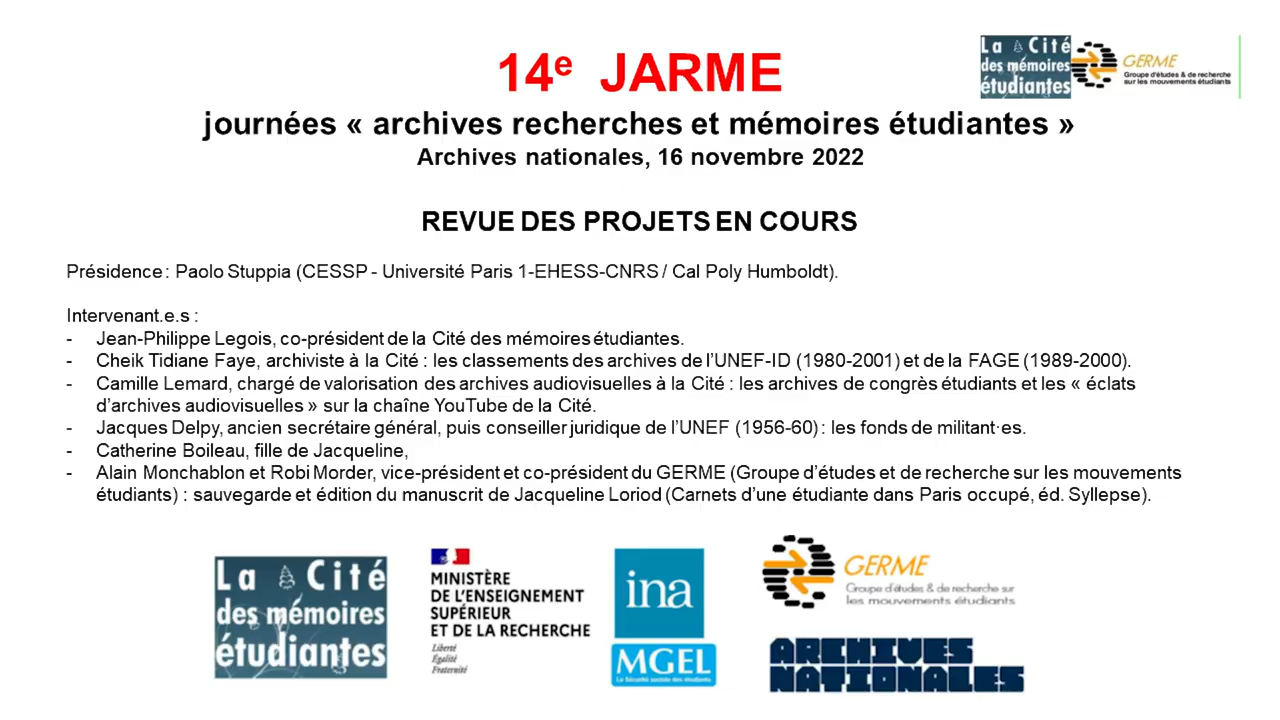 14e JARME
journées « archives recherches et mémoires étudiantes »
Archives nationales, 16 novembre 2022
La Cité
des mémoires
étudiantes
GERME
Groupe d'études & de recherche
sur les mouvements étudiants
REVUE DES PROJETS EN COURS
Présidence : Paolo Stuppia (CESSP - Université Paris 1-EHESS-CNRS / Cal Poly Humboldt).
Intervenant.e.s :
- Jean-Philippe Legois, co-président de la Cité des mémoires étudiantes.
- Cheik Tidiane Faye, archiviste à la Cité : les classements des archives de l'UNEF-ID (1980-2001) et de la FAGE (1989-2000).
- Camille Lemard, chargé de valorisation des archives audiovisuelles à la Cité : les archives de congrès étudiants et les « éclats
d'archives audiovisuelles » sur la chaîne YouTube de la Cité.
- Jacques Delpy, ancien secrétaire général, puis conseiller juridique de l'UNEF (1956-60) : les fonds de militant·es.
- Catherine Boileau, fille de Jacqueline,
- Alain Monchablon et Robi Morder, vice-président et co-président du GERME (Groupe d'études et de recherche sur les mouvements
étudiants) : sauvegarde et édition du manuscrit de Jacqueline Loriod (Carnets d'une étudiante dans Paris occupé, éd. Syllepse).
La Cité
des mémoires
étudiantes
MINISTÈRE
DE L'ENSEIGNEMENT
SUPÉRIEUR
ET DE LA RECHERCHE
Liberté
Égalité
Fraternité
ina
MGEL
La Sécurité sociale des étudiants
GERME
Groupe d'études & de recherche sur
les mouvements étudiants
ARCHIVES
NATIONALES